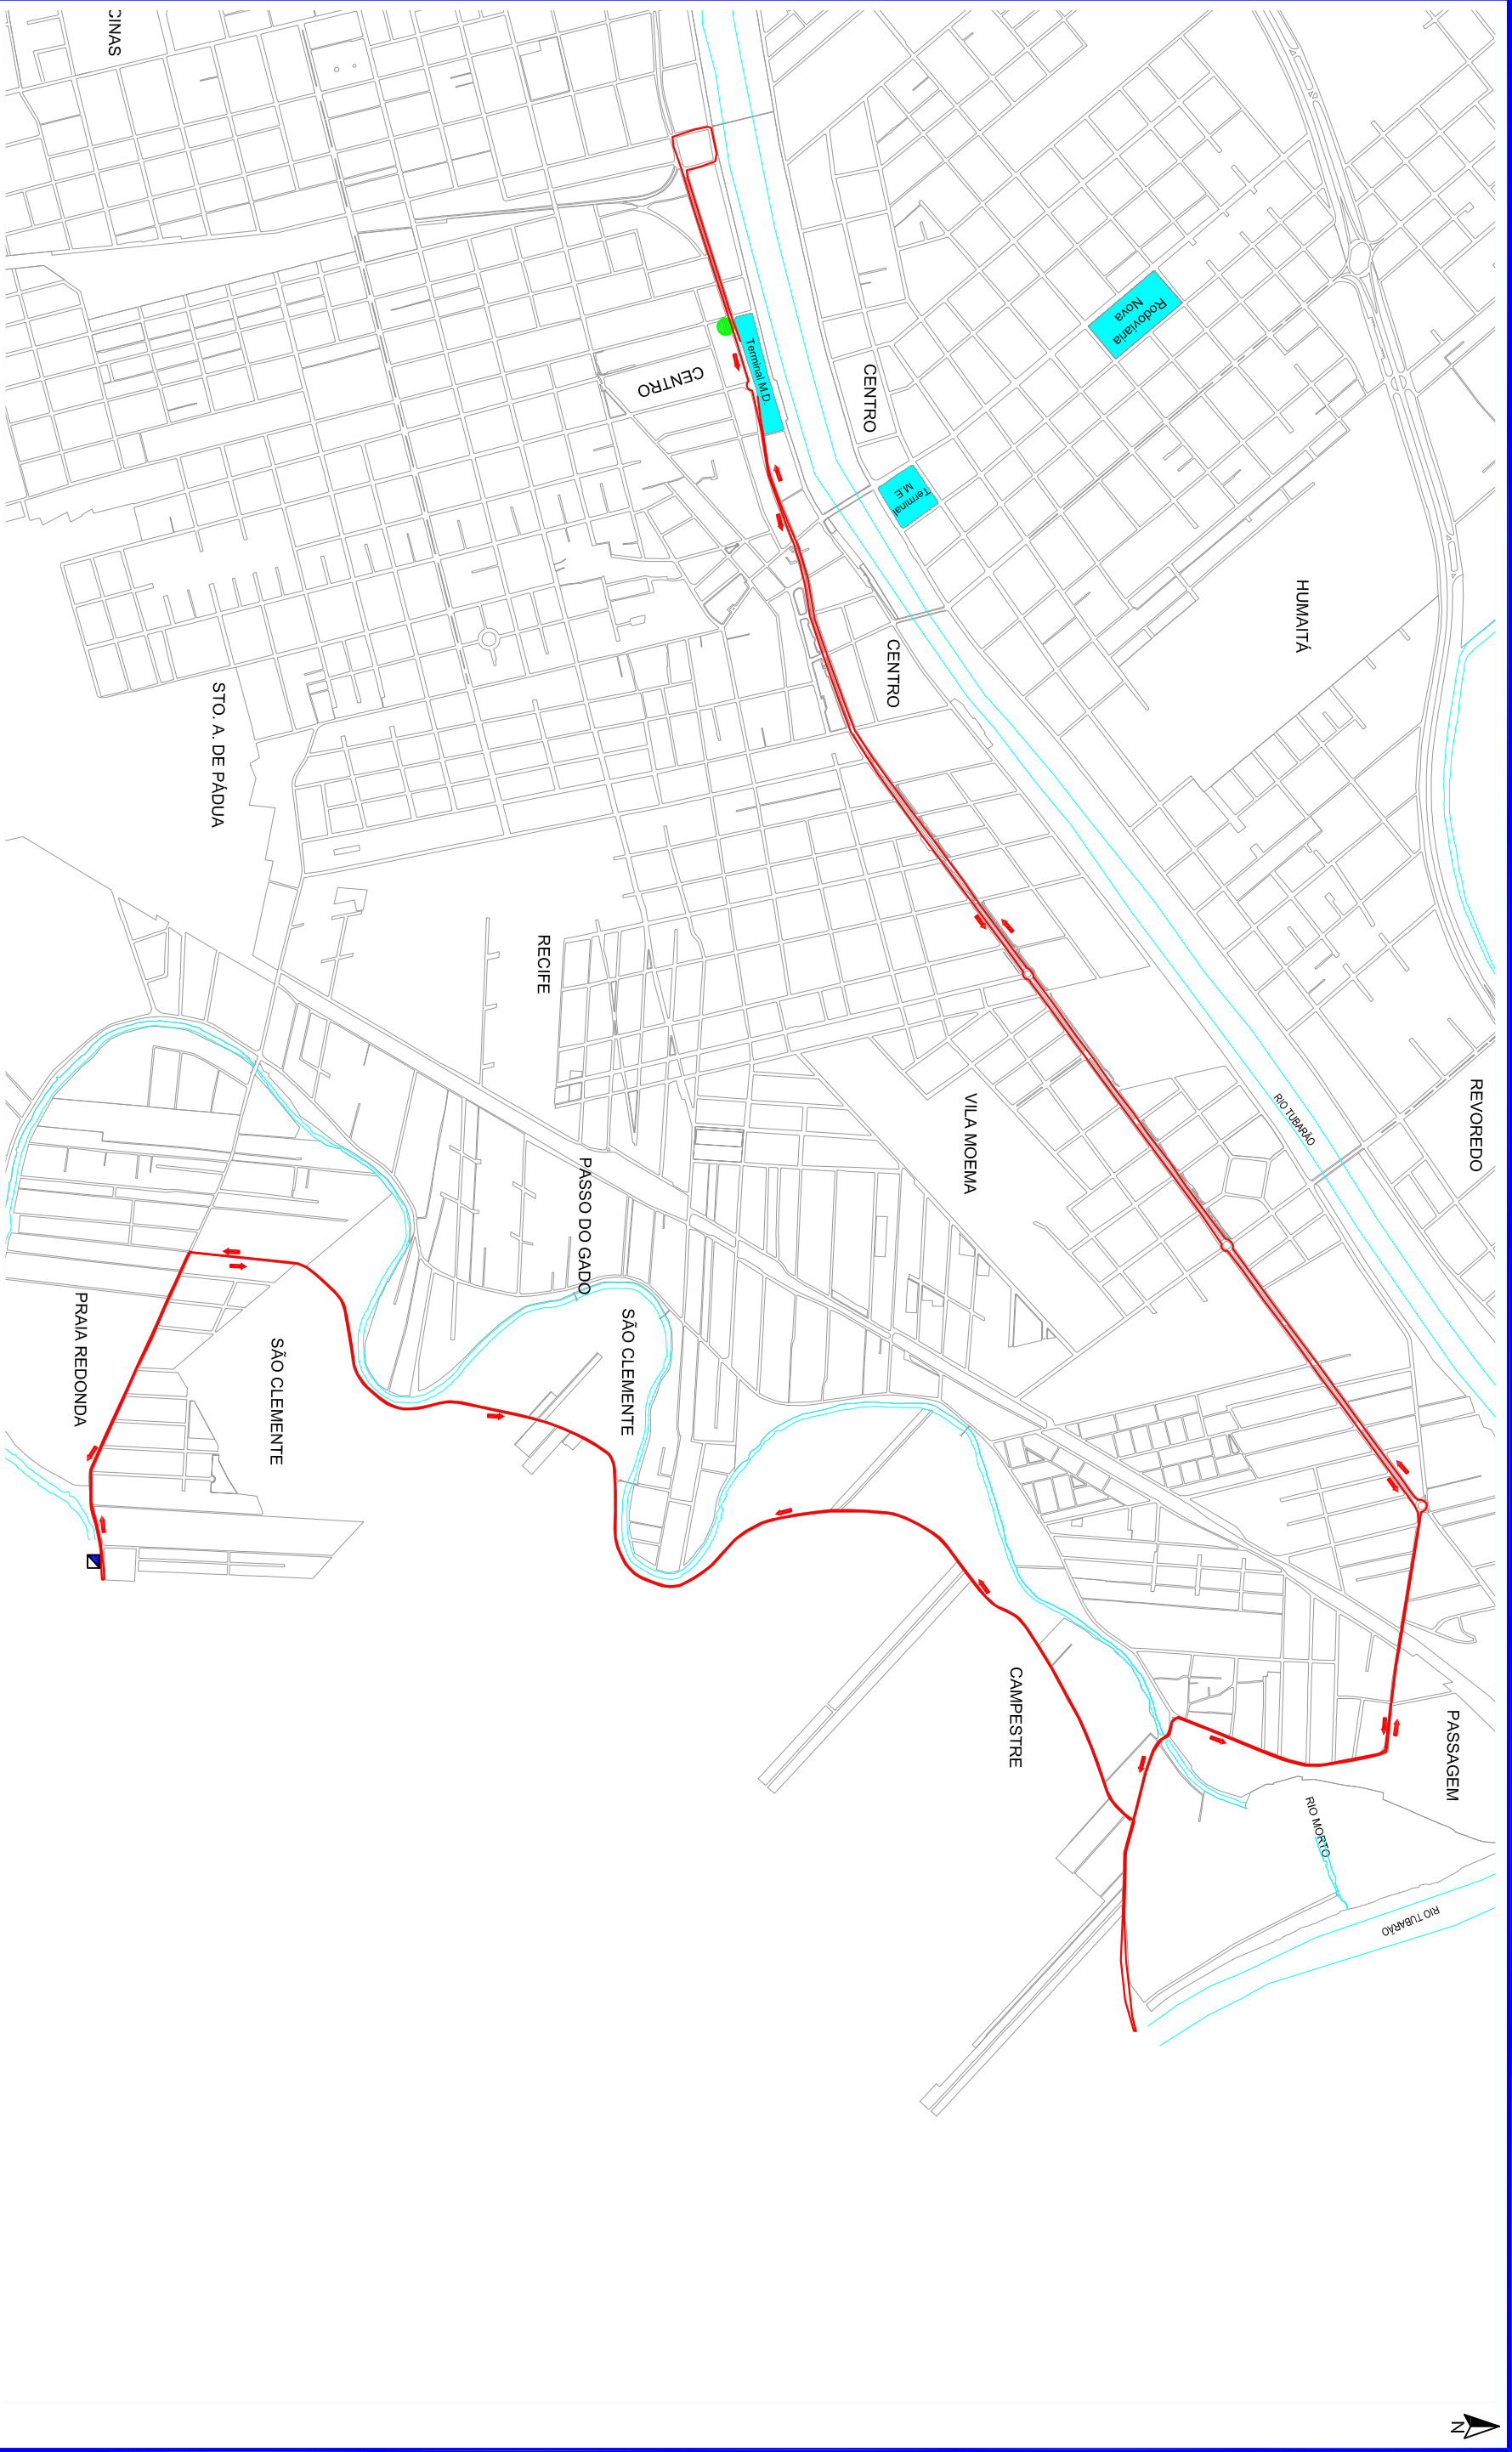 CINAS
Rodoviaria
Nova
Terminal M.D.
CENTRO
CENTRO
Terminal
M.E
HUMAITÁ
CENTRO
STO. A. DE PÁDUA
RECIFE
REVOREDO
RIO TUBARÃO
VILA MOEMA
PASSO DO GADO
PRAIA REDONDA
SÃO CLEMENTE
SÃO CLEMENTE
CAMPESTRE
PASSAGEM
RIO MORTO
RIO TUBARÃO
N